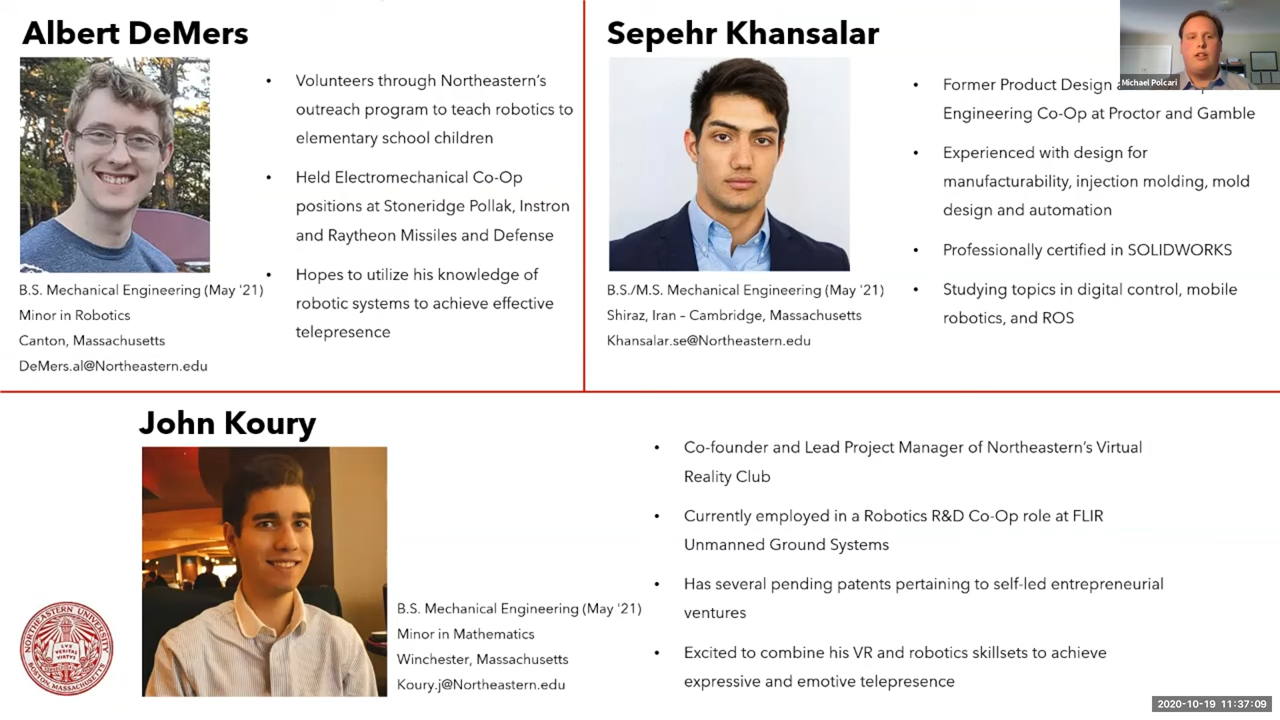 Albert DeMers
• Volunteers through Northeastern's
outreach program to teach robotics to
elementary school children
• Held Electromechanical Co-Op
positions at Stoneridge Pollak, Instron
and Raytheon Missiles and Defense
• Hopes to utilize his knowledge of
robotic systems to achieve effective
telepresence
B.S. Mechanical Engineering (May '21)
Minor in Robotics
Canton, Massachusetts
DeMers.al@Northeastern.edu
Sepehr Khansalar
Michael Polcari
• Former Product Design
Engineering Co-Op at Proctor and Gamble
• Experienced with design for
manufacturability, injection molding, mold
design and automation
• Professionally certified in SOLIDWORKS
• Studying topics in digital control, mobile
robotics, and ROS
B.S./M.S. Mechanical Engineering (May '21)
Shiraz, Iran – Cambridge, Massachusetts
Khansalar.se@Northeastern.edu
John Koury
• Co-founder and Lead Project Manager of Northeastern's Virtual
Reality Club
• Currently employed in a Robotics R&D Co-Op role at FLIR
Unmanned Ground Systems
• Has several pending patents pertaining to self-led entrepreneurial
ventures
• Excited to combine his VR and robotics skillsets to achieve
expressive and emotive telepresence
B.S. Mechanical Engineering (May '21)
Minor in Mathematics
Winchester, Massachusetts
Koury.j@Northeastern.edu
NORTHEASTERN UNIVERSITY
LVX
VERITAS
VIRTVS
BOSTON, MASSACHUSETTS
2020-10-19 11:37:09